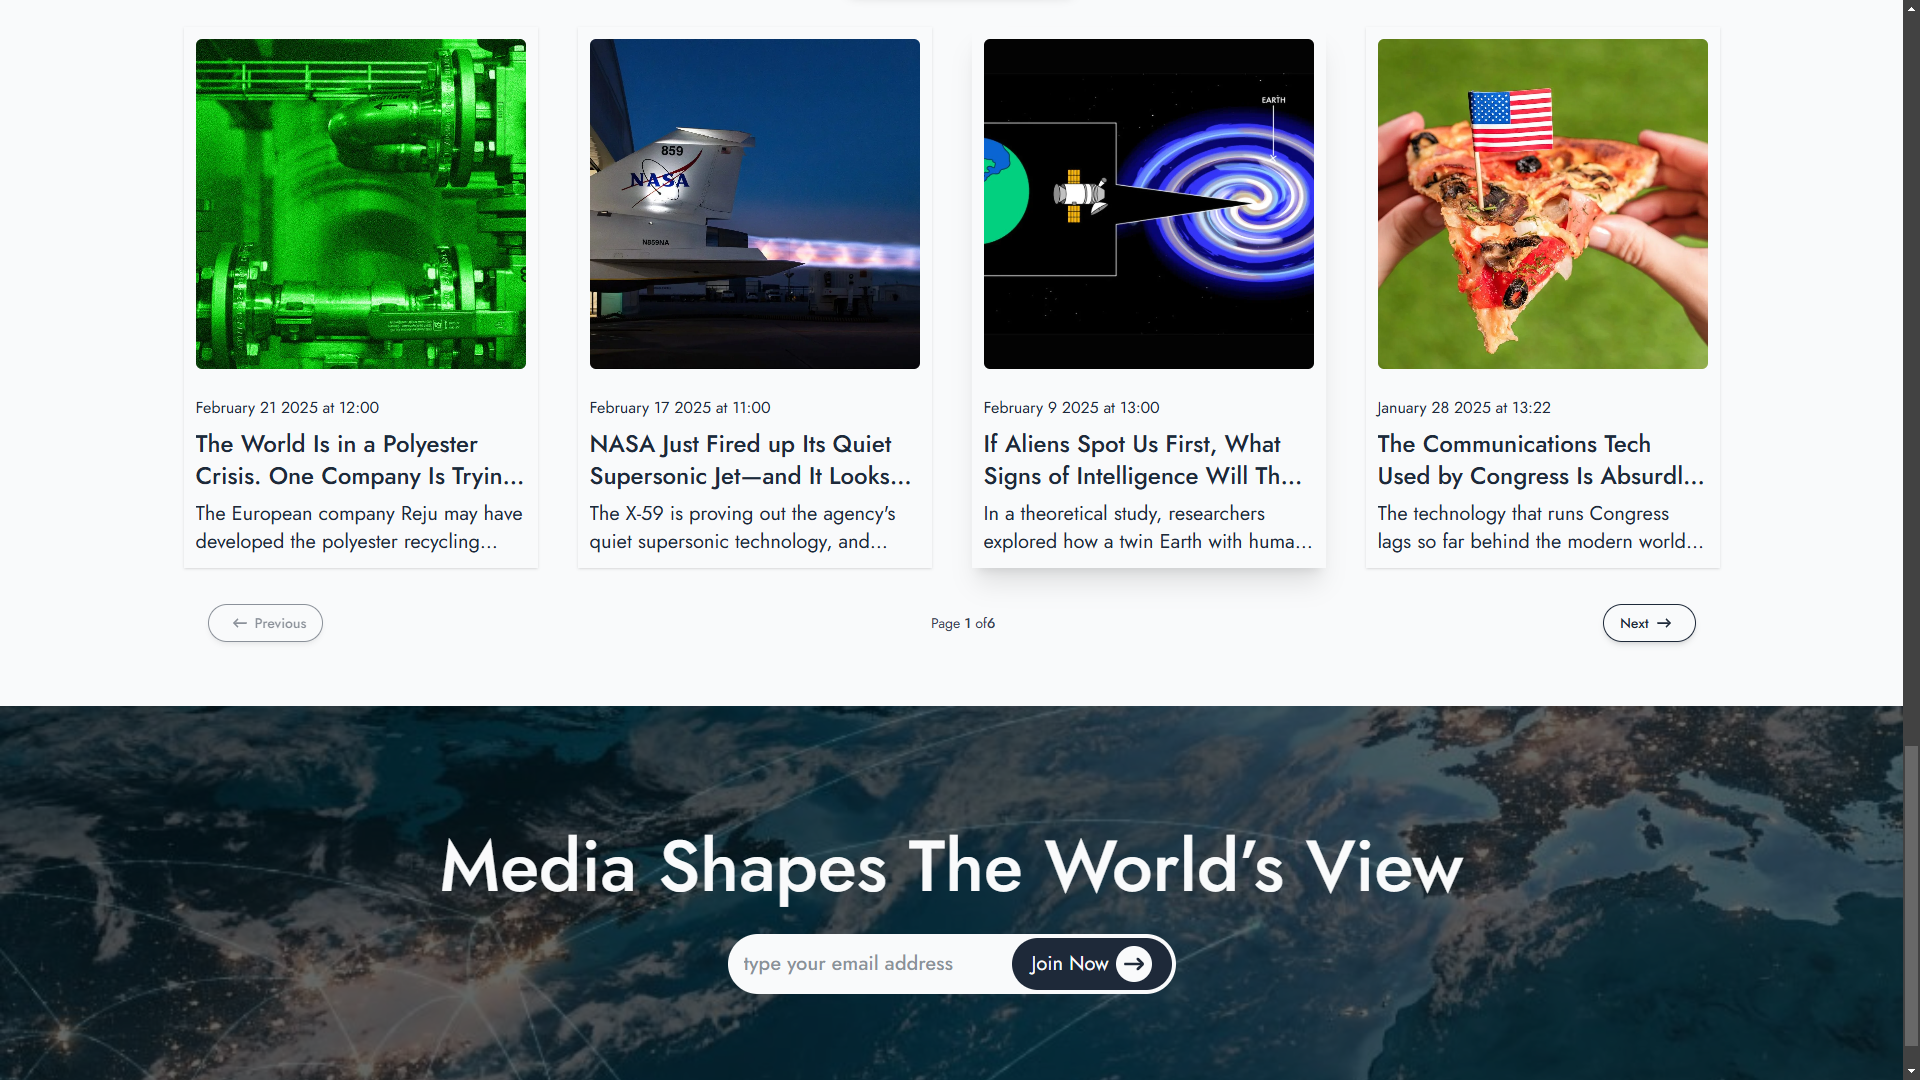 859
NASA
N859NA
EARTH
February 21 2025 at 12:00
The World Is in a Polyester
Crisis. One Company Is Tryin...
The European company Reju may have
developed the polyester recycling...
February 17 2025 at 11:00
NASA Just Fired up Its Quiet
Supersonic Jet—and It Looks...
The X-59 is proving out the agency's
quiet supersonic technology, and...
February 9 2025 at 13:00
If Aliens Spot Us First, What
Signs of Intelligence Will Th...
In a theoretical study, researchers
explored how a twin Earth with huma...
January 28 2025 at 13:22
The Communications Tech
Used by Congress Is Absurdl...
The technology that runs Congress
lags so far behind the modern world...
← Previous
Page 1 of6
Next →
Media Shapes The World’s View
type your email address
Join Now →